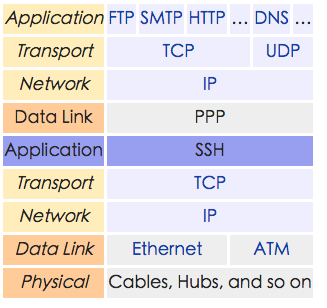 Application FTP SMTP HTTP ... DNS ...
Transport TCP UDP
Network IP
Data Link PPP
Application SSH
Transport TCP
Network IP
Data Link Ethernet ATM
Physical Cables, Hubs, and so on